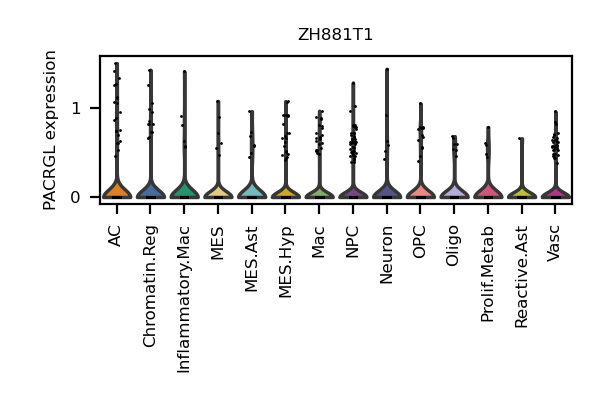 ZH881T1
PACRGL expression
1
0
AC
Chromatin.Reg
Inflammatory.Mac
MES
MES.Ast
MES.Hyp
Mac
NPC
Neuron
OPC
Oligo
Prolif.Metab
Reactive.Ast
Vasc